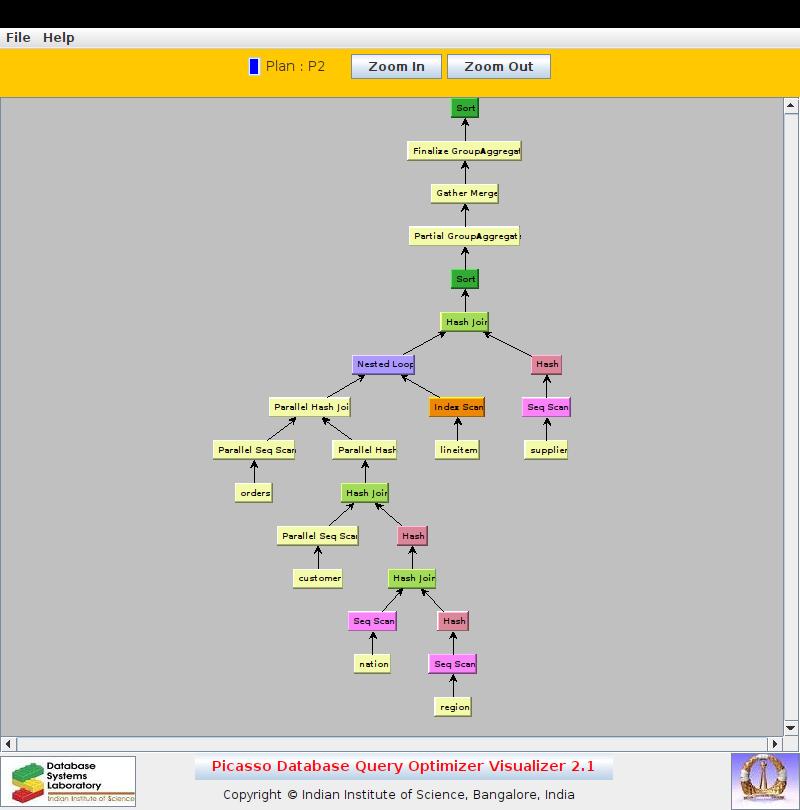 File Help
Plan : P2 Zoom In Zoom Out
Sort
Finalize GroupAggregat
Gather Merge
Partial GroupAggregat
Sort
Hash Join
Nested Loop Hash
Parallel Hash Joi Index Scan Seq Scan
Parallel Seq Scan Parallel Hash lineitem supplier
orders Hash Join
Parallel Seq Scan Hash
customer Hash Join
Seq Scan Hash
nation Seq Scan
region
Database
Systems
Laboratory
Indian Institute of Science
Picasso Database Query Optimizer Visualizer 2.1
Copyright © Indian Institute of Science, Bangalore, India